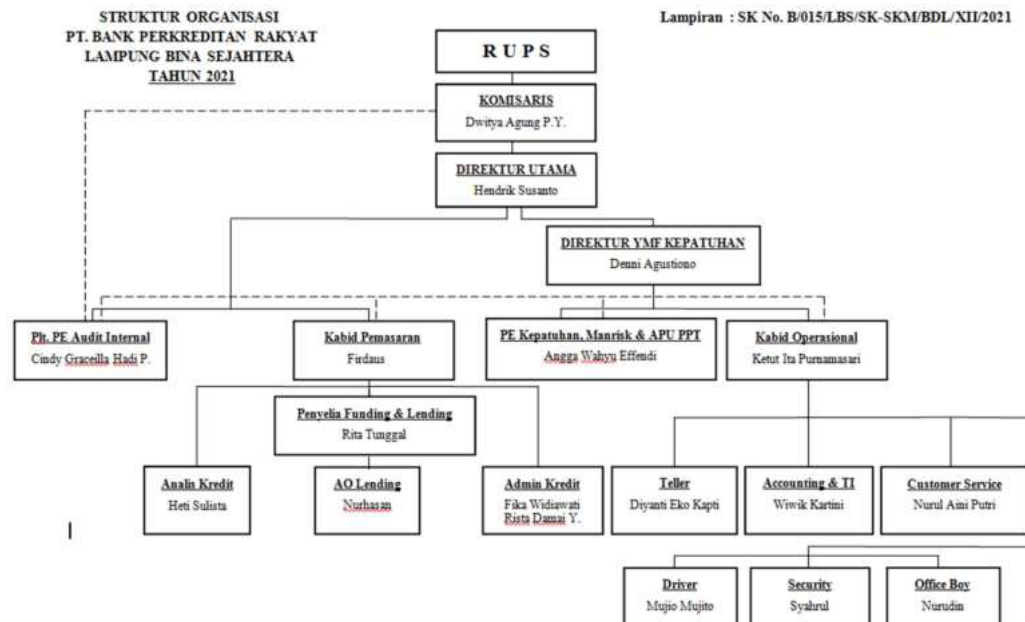 STRUKTUR ORGANISASI
PT. BANK PERKREDITAN RAKYAT
LAMPUNG BINA SEJAHTERA
TAHUN 2021
Lampiran : SK No. B/015/LBS/SK-SKM/BDL/XII/2021
R U P S
KOMISARIS
Dwitya Agung P.Y.
DIREKTUR UTAMA
Hendrik Susanto
DIREKTUR YMF KEPATUHAN
Denni Agustiono
Plt. PE Audit Internal
Cindy Graceilla Hadi P.
Kabid Pemasaran
Firdaus
PE Kepatuhan, Manrisk & APU PPT
Angga Wahyu Effendi
Kabid Operasional
Ketut Ita Purnamasari
Penyelia Funding & Lending
Rita Tunggal
Analis Kredit
Heti Sulista
AO Lending
Nurhasan
Admin Kredit
Fika Widiawati
Rista Damai Y.
Teller
Diyanti Eko Kapti
Accounting & TI
Wiwik Kartini
Customer Service
Nurul Aini Putri
Driver
Mujio Mujito
Security
Syahrul
Office Boy
Nurudin